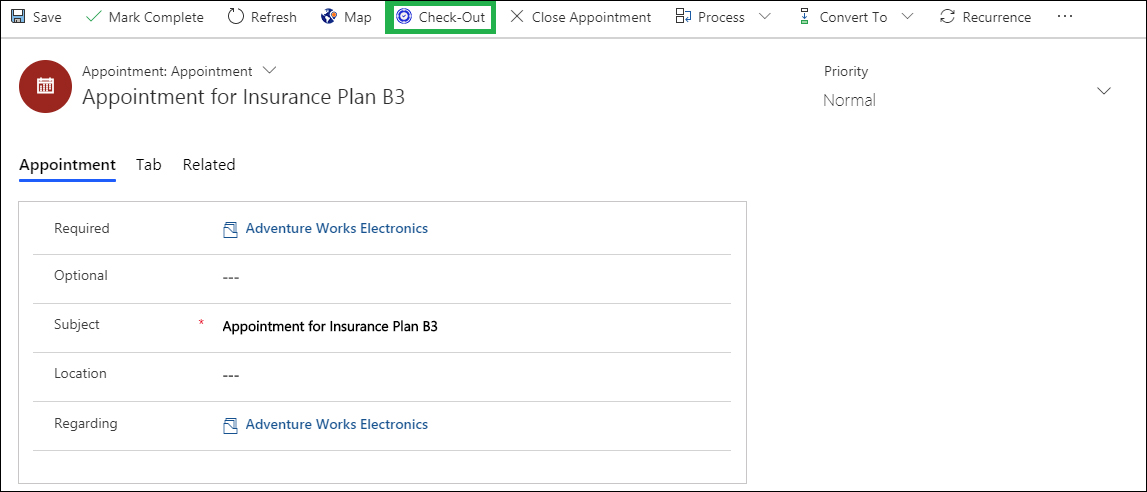 Save Mark Complete Refresh Map Check-Out Close Appointment Process Convert To Recurrence ...
Appointment: Appointment
Appointment for Insurance Plan B3
Priority
Normal
Appointment Tab Related
Required Adventure Works Electronics
Optional ---
Subject * Appointment for Insurance Plan B3
Location ---
Regarding Adventure Works Electronics